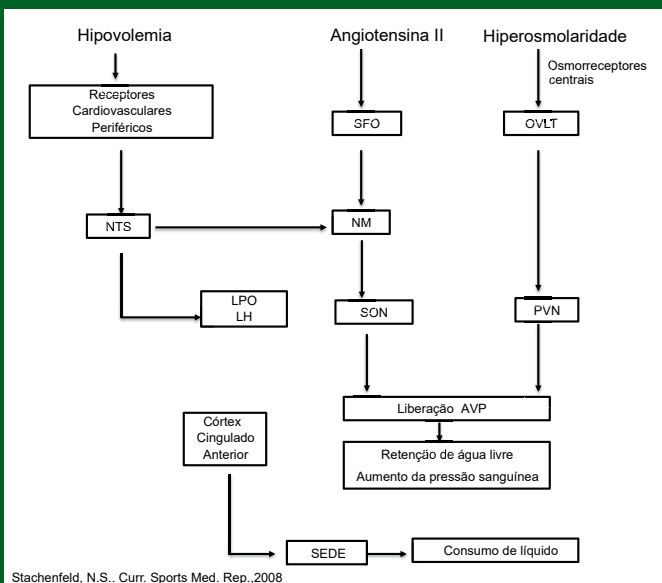 Hipovolemia
Angiotensina II
Hiperosmolaridade
Osmorreceptores
centrais
Receptores
Cardiovasculares
Periféricos
SFO
OVLT
NTS
NM
LPO
LH
SON
PVN
Liberação AVP
Córtex
Cingulado
Anterior
Retenção de água livre
Aumento da pressão sanguínea
SEDE
Consumo de líquido
Stachenfeld, N.S., Curr. Sports Med. Rep.,2008